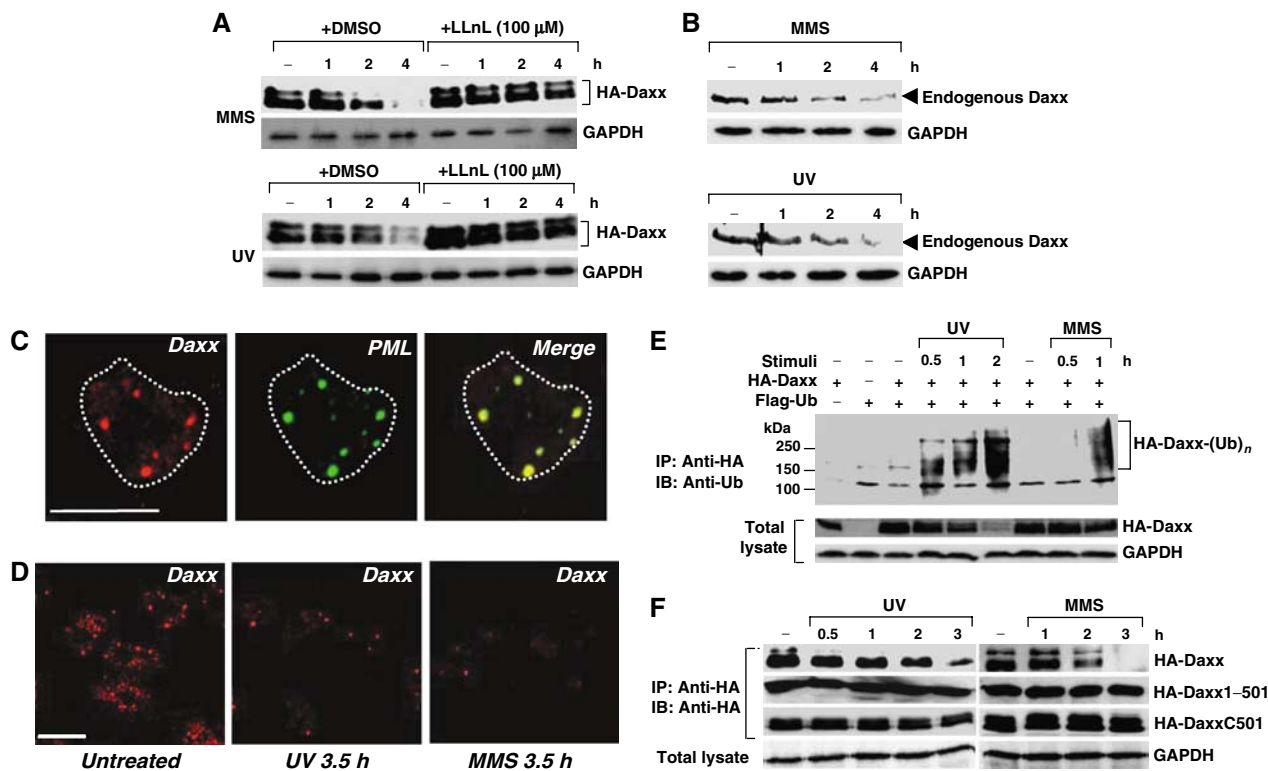 A
+DMSO +LLnL (100 µM)
– 1 2 4 – 1 2 4 h
MMS
HA-Daxx
GAPDH
+DMSO +LLnL (100 µM)
– 1 2 4 – 1 2 4 h
UV
HA-Daxx
GAPDH
B
MMS
– 1 2 4 h
Endogenous Daxx
GAPDH
UV
– 1 2 4 h
Endogenous Daxx
GAPDH
C
Daxx PML Merge
D
Daxx Daxx Daxx
Untreated UV 3.5 h MMS 3.5 h
E
UV MMS
Stimuli – – – 0.5 1 2 – 0.5 1 h
HA-Daxx + – + + + + + + +
Flag-Ub – + + + + + + + +
kDa
250
150
100
IP: Anti-HA
IB: Anti-Ub
HA-Daxx-(Ub)n
Total lysate
HA-Daxx
GAPDH
F
UV MMS
– 0.5 1 2 3 – 1 2 3 h
IP: Anti-HA
IB: Anti-HA
HA-Daxx
HA-Daxx1–501
HA-DaxxC501
Total lysate GAPDH